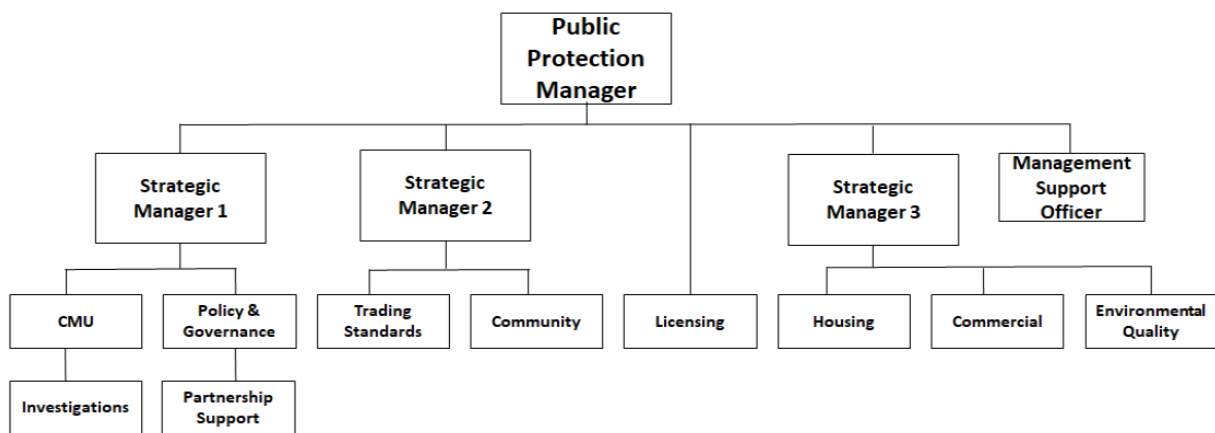 Public
Protection
Manager
Strategic
Manager 1
Strategic
Manager 2
Strategic
Manager 3
Management
Support
Officer
CMU
Policy &
Governance
Trading
Standards
Community
Licensing
Housing
Commercial
Environmental
Quality
Investigations
Partnership
Support